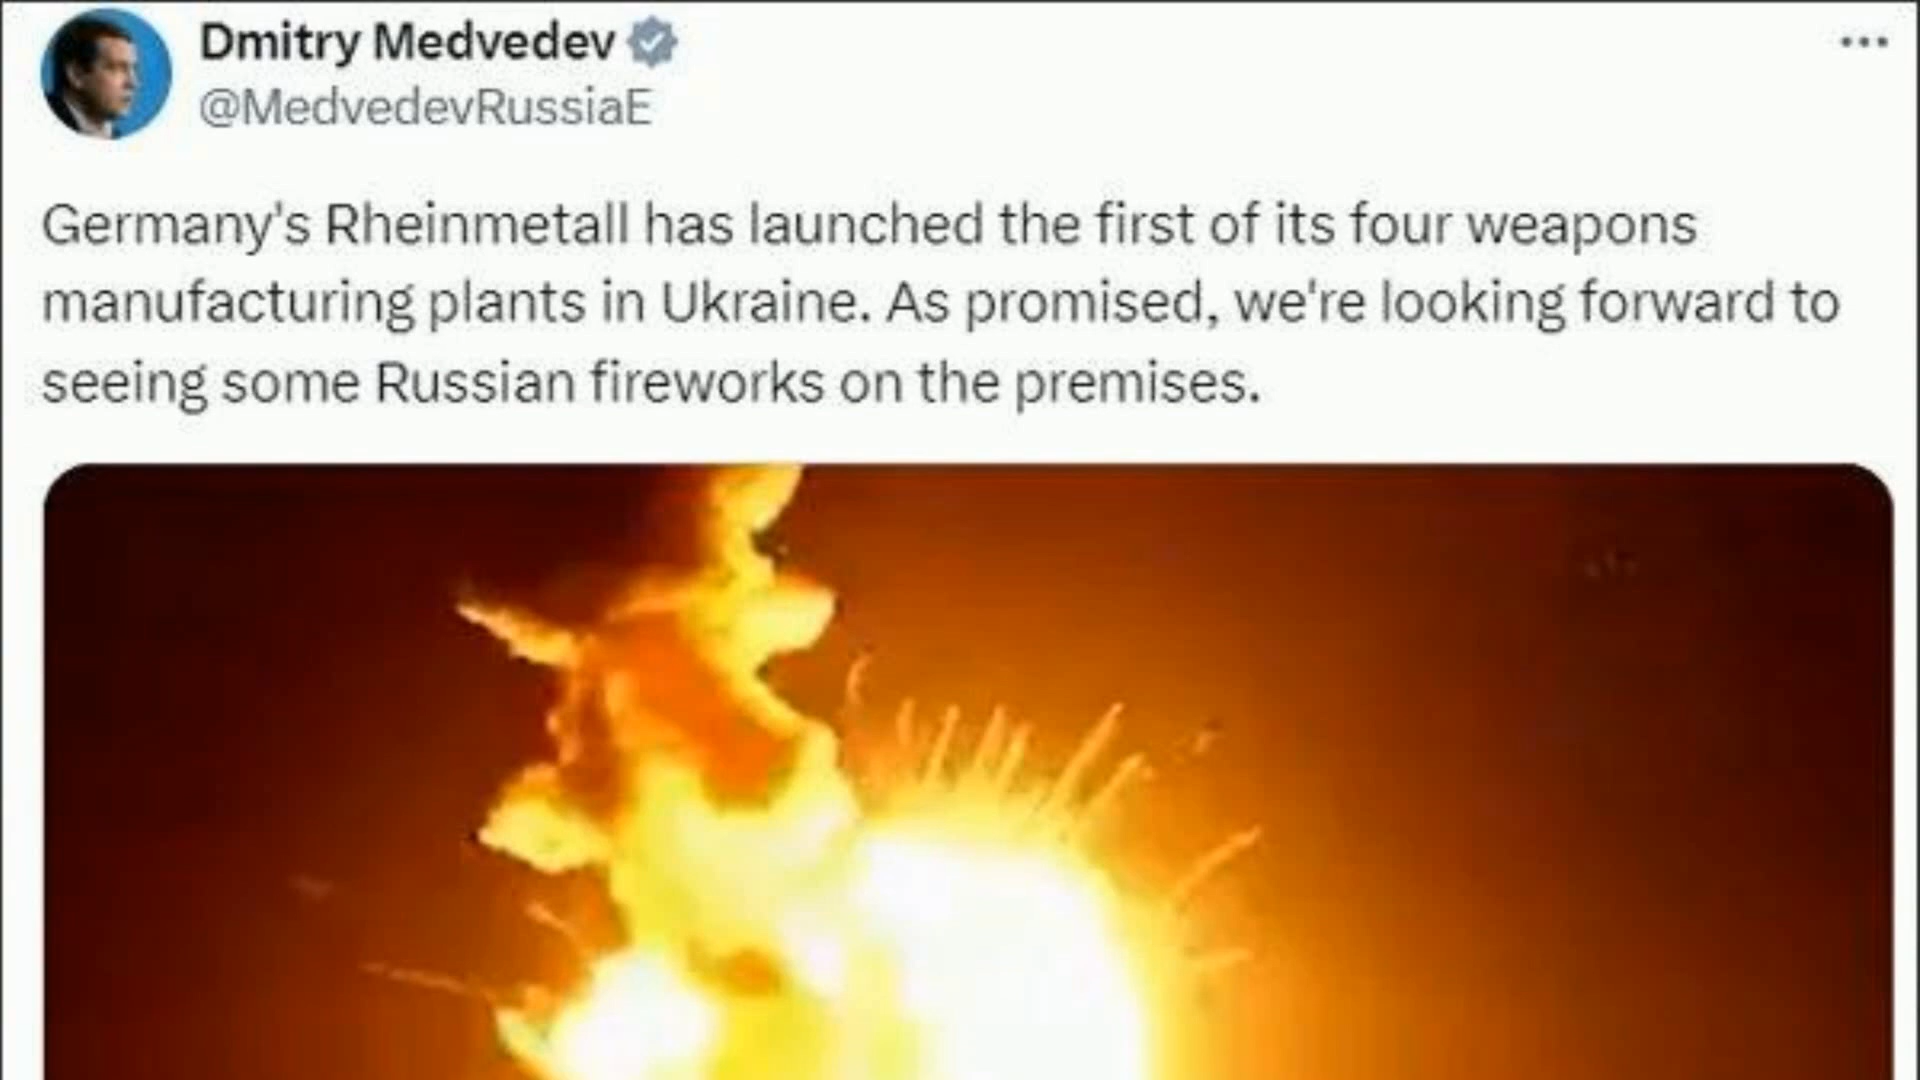 Dmitry Medvedev
@MedvedevRussiaE
Germany's Rheinmetall has launched the first of its four weapons
manufacturing plants in Ukraine. As promised, we're looking forward to
seeing some Russian fireworks on the premises.